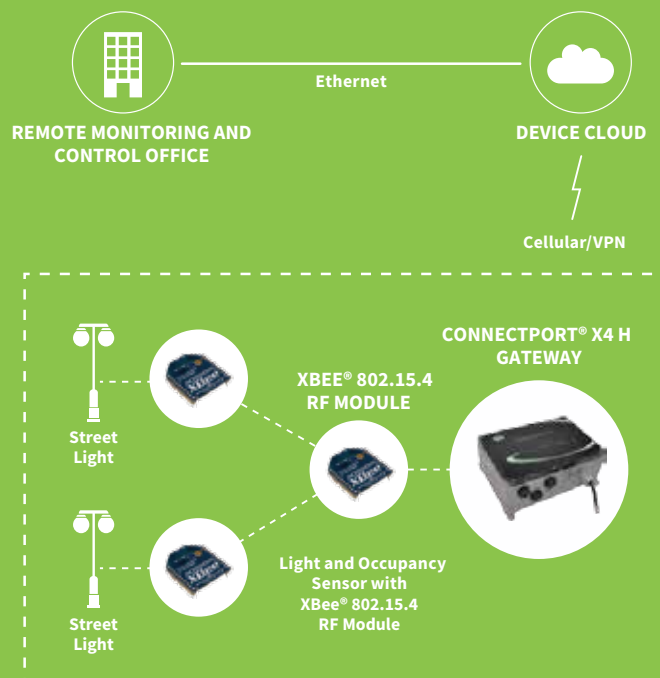 Ethernet
REMOTE MONITORING AND
CONTROL OFFICE
DEVICE CLOUD
Cellular/VPN
CONNECTPORT® X4 H
GATEWAY
XBEE® 802.15.4
RF MODULE
Street
Light
Light and Occupancy
Sensor with
XBee® 802.15.4
RF Module
Street
Light